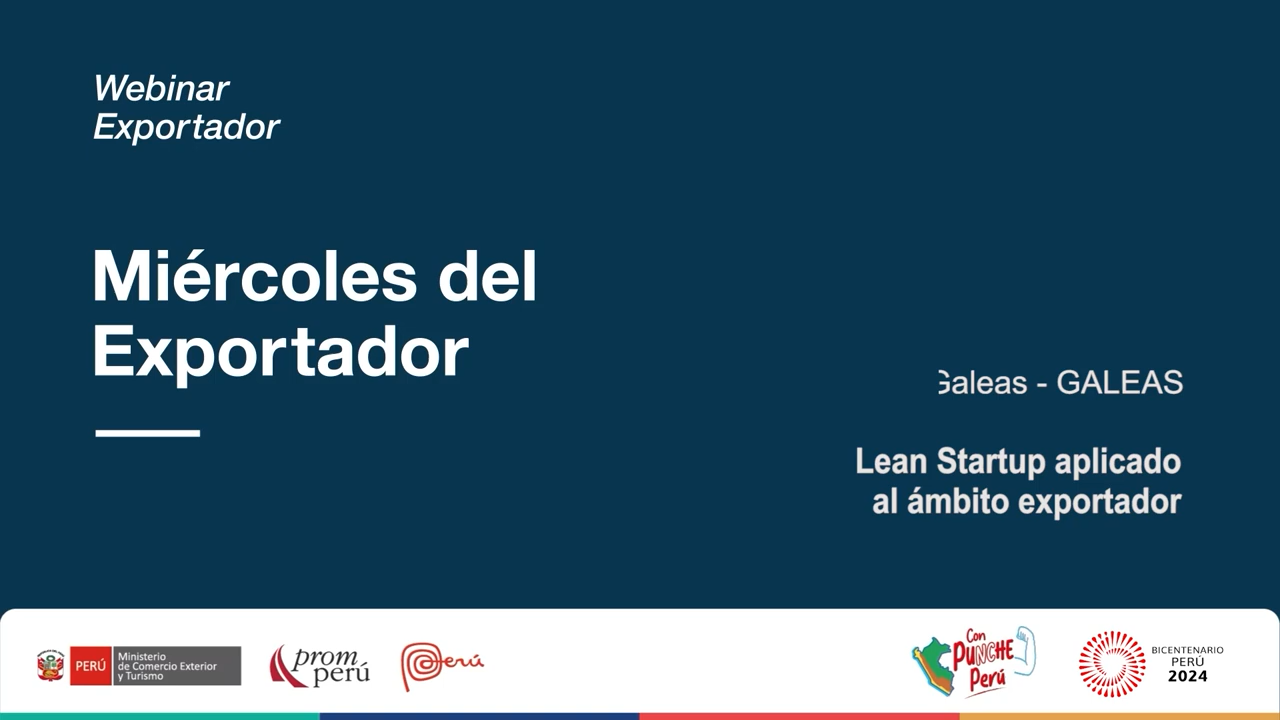 Webinar
Exportador
Miércoles del
Exportador
Galeas - GALEAS
Lean Startup aplicado
al ámbito exportador
PERÚ
Ministerio
de Comercio Exterior
y Turismo
prom
perú
Perú
Con
PUNCHE
Perú
BICENTENARIO
PERÚ
2024